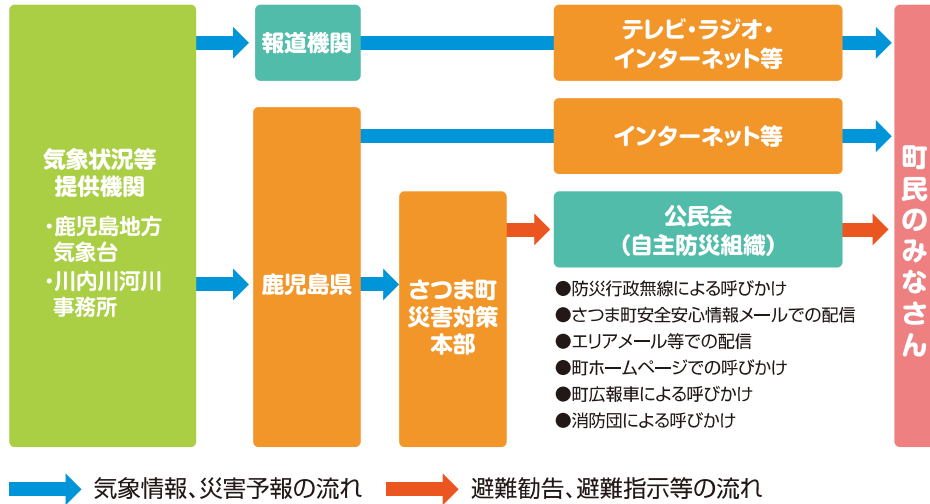 気象状況等
提供機関
・鹿児島地方
気象台
・川内川河川
事務所
報道機関
テレビ・ラジオ・
インターネット等
鹿児島県
インターネット等
さつま町
災害対策
本部
公民会
（自主防災組織）
●防災行政無線による呼びかけ
●さつま町安全安心情報メールでの配信
●エリアメール等での配信
●町ホームページでの呼びかけ
●町広報車による呼びかけ
●消防団による呼びかけ
町民のみなさん
気象情報、災害予報の流れ
避難勧告、避難指示等の流れ